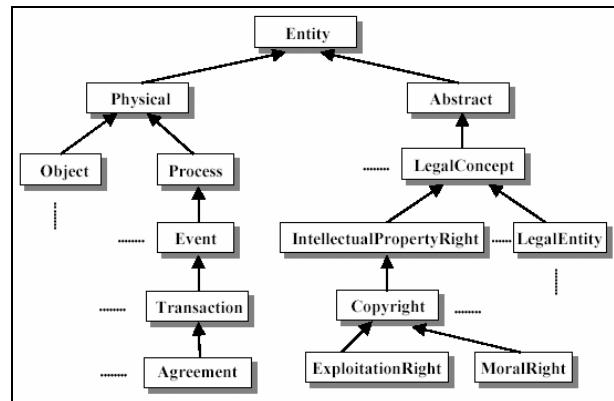 Entity
Physical
Abstract
Object
Process
LegalConcept
Event
IntellectualPropertyRight
LegalEntity
Transaction
Copyright
Agreement
ExploitationRight
MoralRight